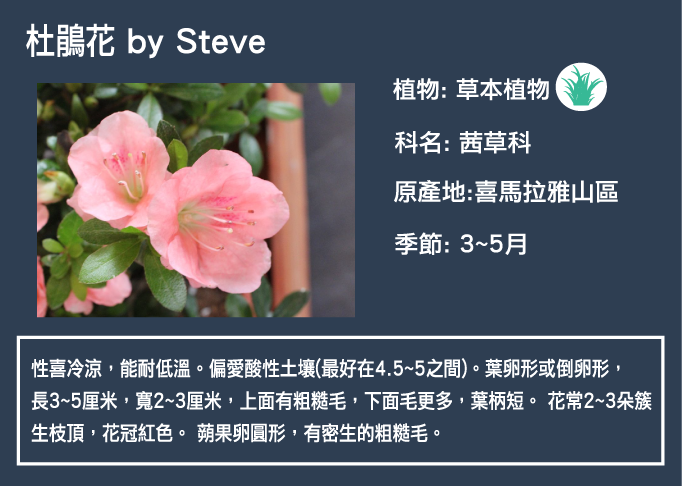 杜鵑花 by Steve
植物: 草本植物
科名: 茜草科
原產地:喜馬拉雅山區
季節: 3~5月
性喜冷涼，能耐低溫。偏愛酸性土壤(最好在4.5~5之間)。葉卵形或倒卵形，
長3~5厘米，寬2~3厘米，上面有粗糙毛，下面毛更多，葉柄短。 花常2~3朵簇
生枝頂，花冠紅色。 蒴果卵圓形，有密生的粗糙毛。